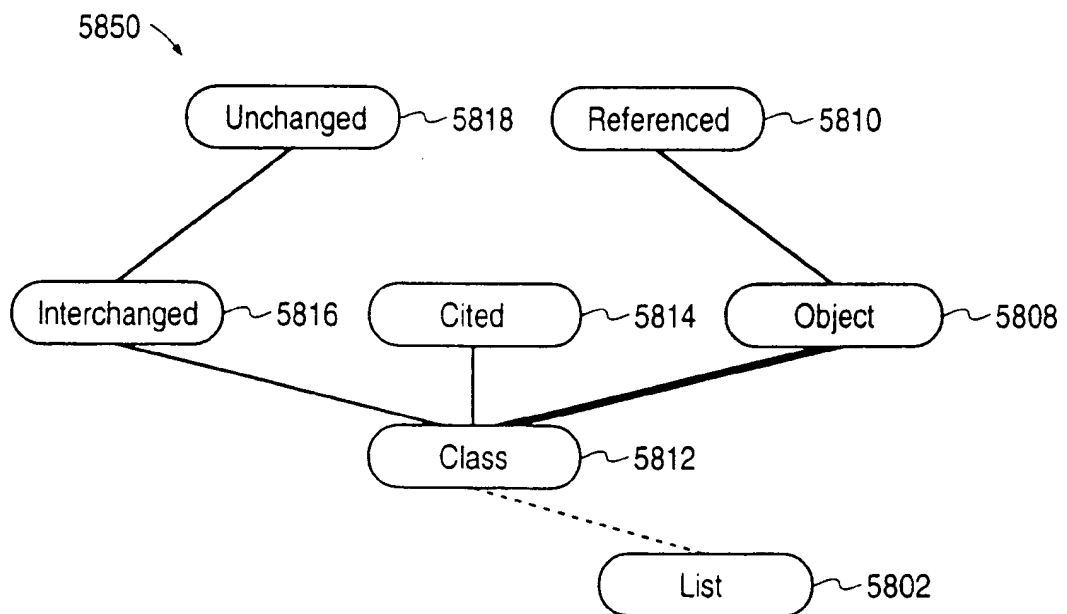 5850
Unchanged 5818
Referenced 5810
Interchanged 5816
Cited 5814
Object 5808
Class 5812
List 5802